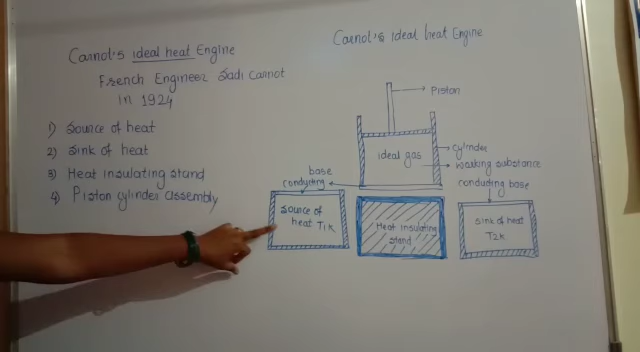 Carnot's ideal heat Engine
French Engineer Sadi Carnot
in 1924
1) Source of heat
2) Sink of heat
3) Heat insulating stand
4) Piston cylinder assembly
Carnot's ideal heat Engine
Piston
ideal gas
cylinder
working substance
base
conducting
conducting base
Source of
heat T1K
Heat insulating
stand
Sink of heat
T2K